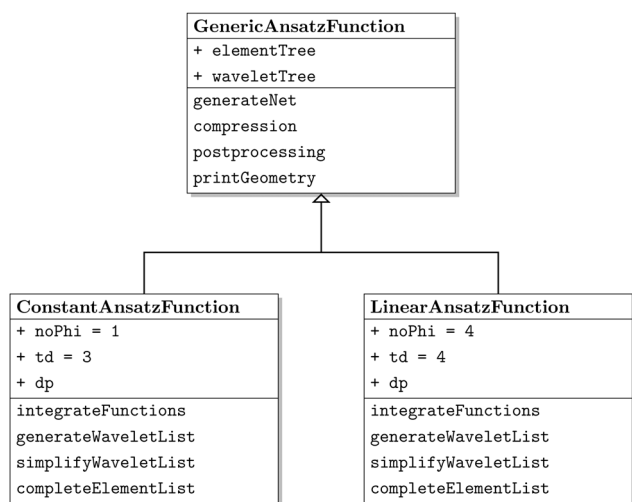 GenericAnsatzFunction
+ elementTree
+ waveletTree
generateNet
compression
postprocessing
printGeometry
ConstantAnsatzFunction
+ noPhi = 1
+ td = 3
+ dp
integrateFunctions
generateWaveletList
simplifyWaveletList
completeElementList
LinearAnsatzFunction
+ noPhi = 4
+ td = 4
+ dp
integrateFunctions
generateWaveletList
simplifyWaveletList
completeElementList